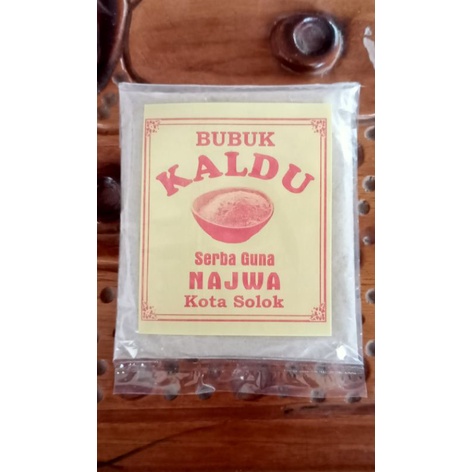 BUBUK
KALDU
Serba Guna
NAJWA
Kota Solok